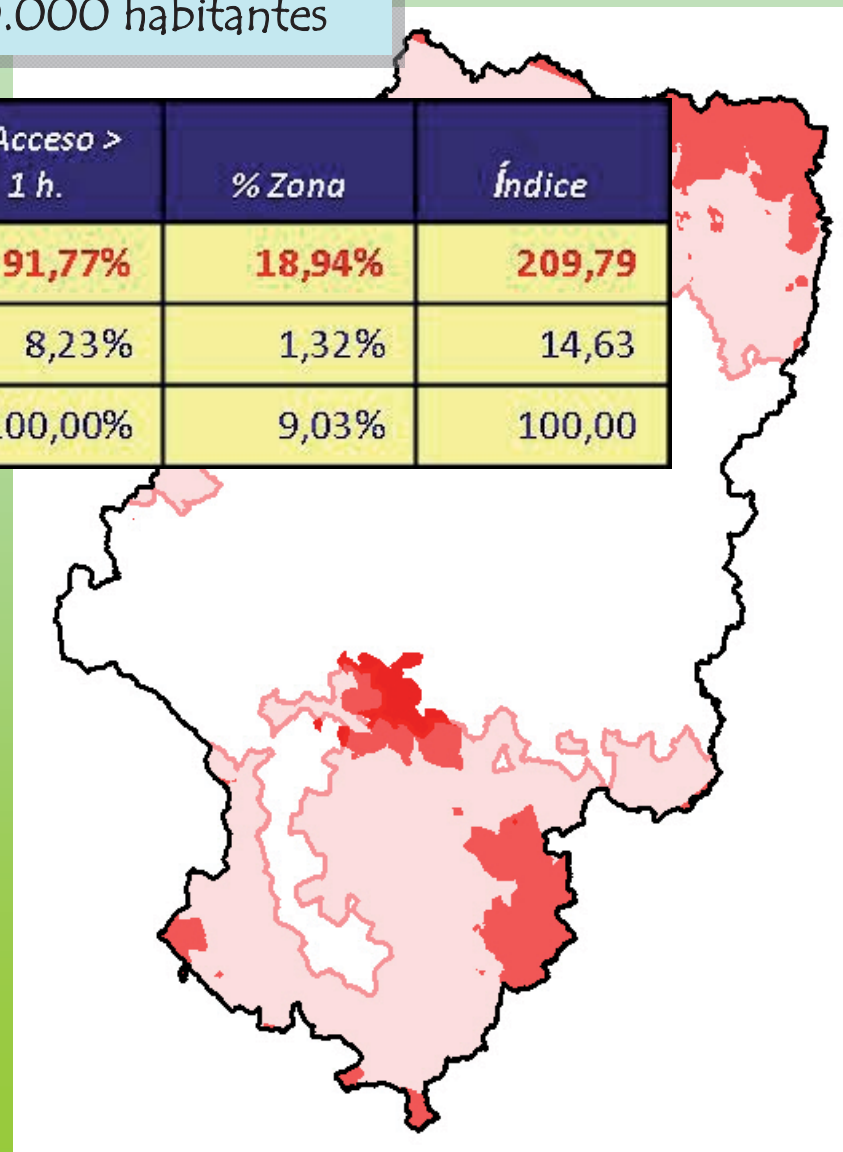 .000 habitantes
Acceso >
1 h. % Zona Índice
91,77% 18,94% 209,79
8,23% 1,32% 14,63
00,00% 9,03% 100,00